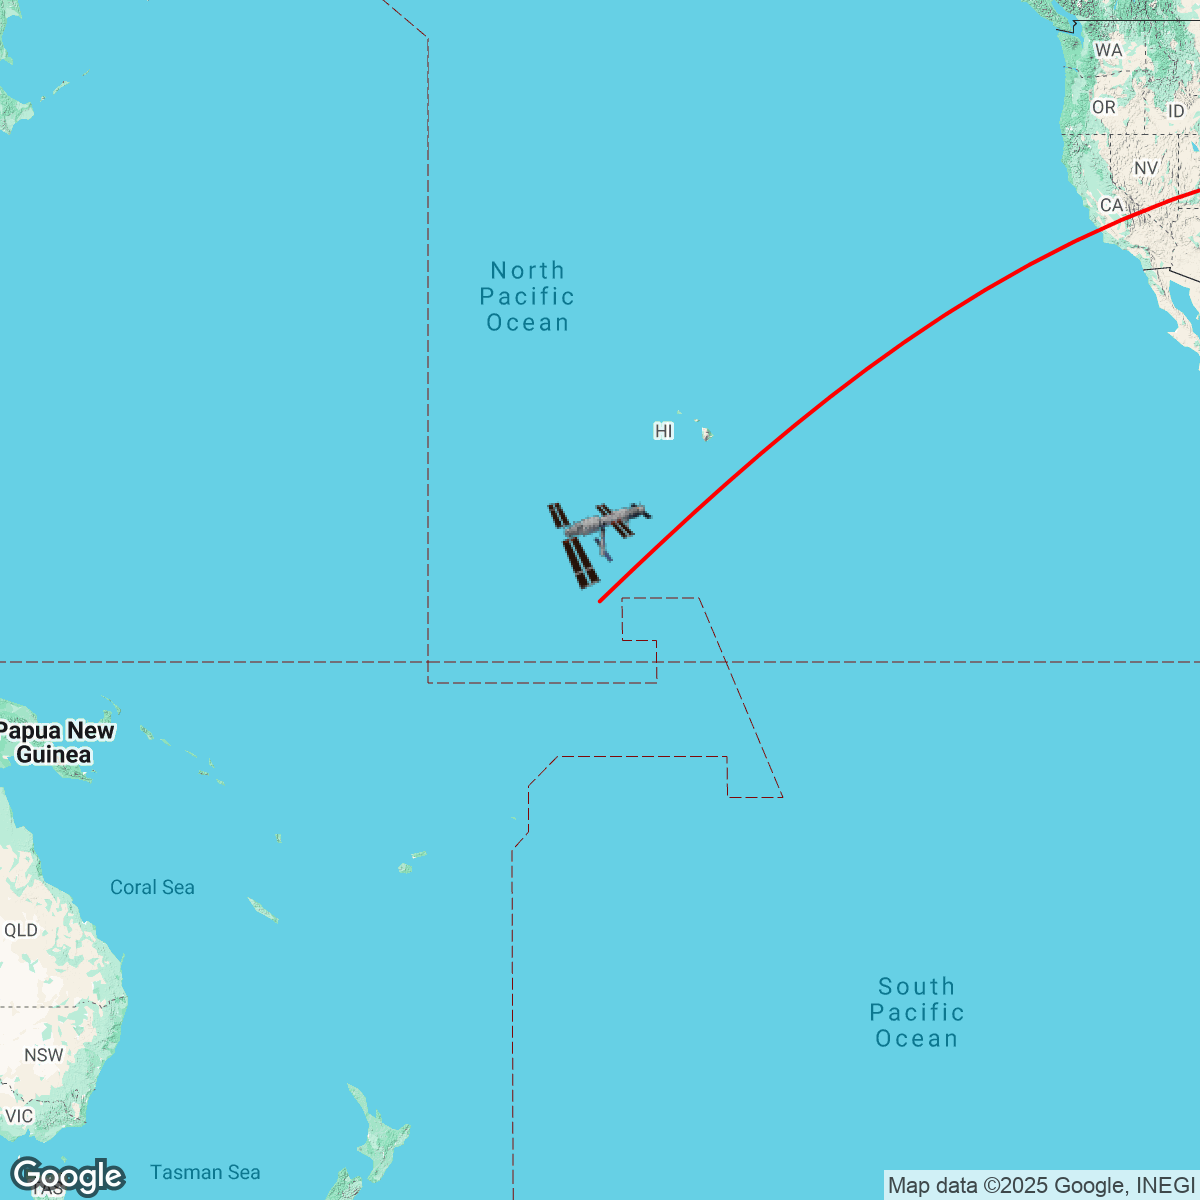 WA
OR
ID
NV
CA
North
Pacific
Ocean
HI
Papua New
Guinea
Coral Sea
QLD
South
Pacific
Ocean
NSW
VIC
Tasman Sea
Google
TAS
Map data ©2025 Google, INEGI